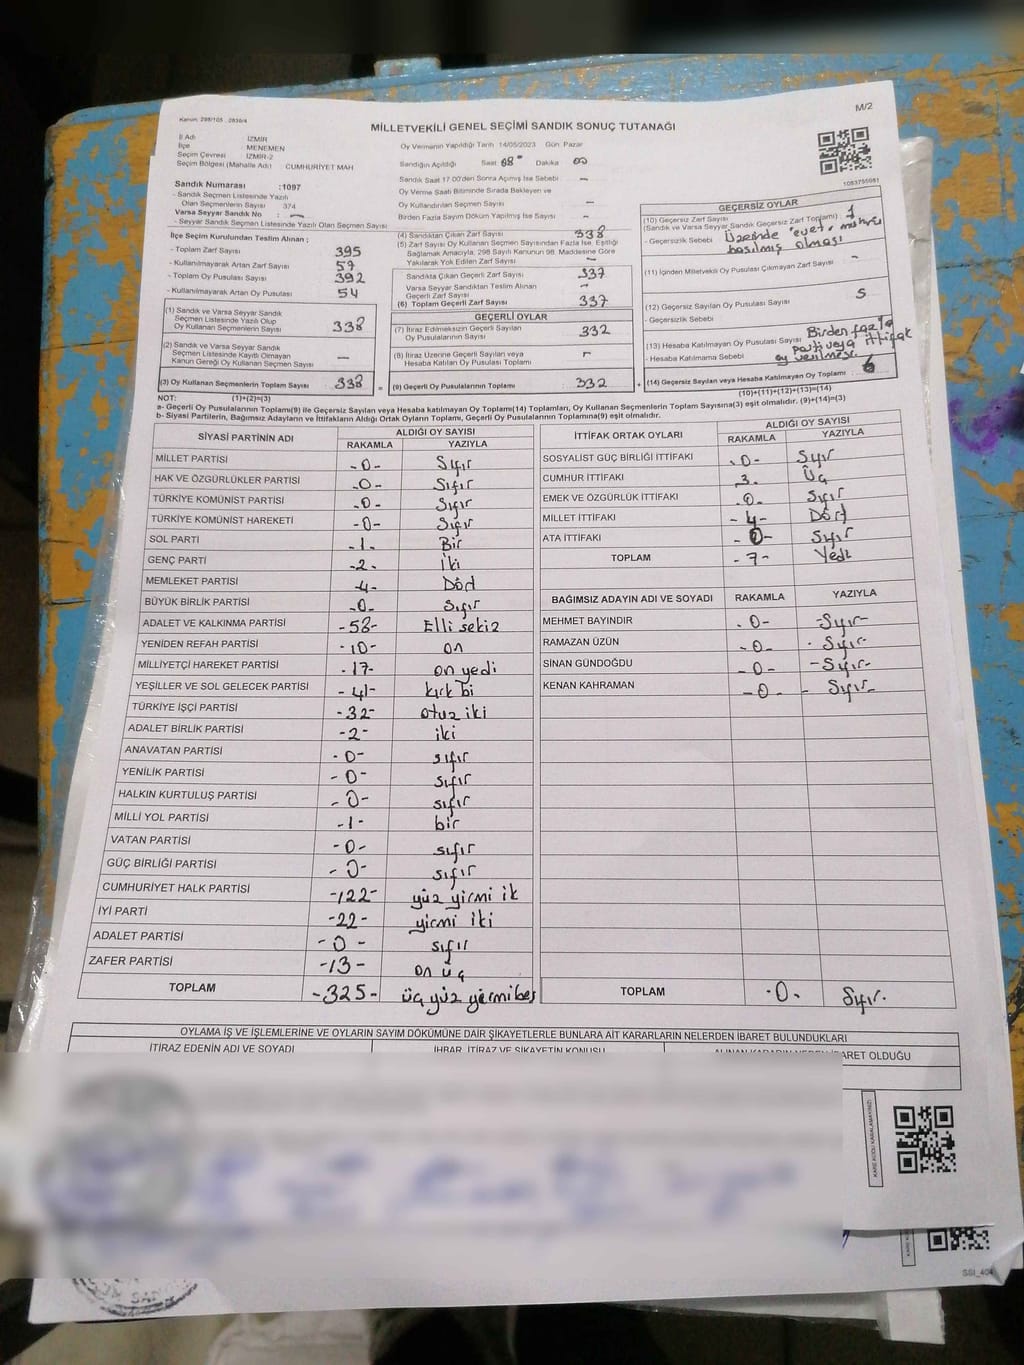 Kanun: 298/105 , 2839/4
M/2
MİLLETVEKİLİ GENEL SEÇİMİ SANDIK SONUÇ TUTANAĞI
İl Adı İZMİR
İlçe MENEMEN
Seçim Çevresi İZMİR-2
Seçim Bölgesi (Mahalle Adı) CUMHURİYET MAH
Sandık Numarası :1097
- Sandık Seçmen Listesinde Yazılı
Olan Seçmenlerin Sayısı 374
Varsa Seyyar Sandık No : -
- Seyyar Sandık Seçmen Listesinde Yazılı Olan Seçmen Sayısı
İlçe Seçim Kurulundan Teslim Alınan ;
- Toplam Zarf Sayısı 395
- Kullanılmayarak Artan Zarf Sayısı 57
- Toplam Oy Pusulası Sayısı 392
- Kullanılmayarak Artan Oy Pusulası 54
(1) Sandık ve Varsa Seyyar Sandık
Seçmen Listesinde Yazılı Olup
Oy Kullanan Seçmenlerin Sayısı 338
(2) Sandık ve Varsa Seyyar Sandık
Seçmen Listesinde Kayıtlı Olmayan
Kanun Gereği Oy Kullanan Seçmen Sayısı -
(3) Oy Kullanan Seçmenlerin Toplam Sayısı : 338 =
Oy Vermenin Yapıldığı Tarih 14/05/2023 Gün Pazar
Sandığın Açıldığı Saat 08 Dakika 00
Sandık Saat 17:00'den Sonra Açılmış İse Sebebi -
Oy Verme Saati Bitiminde Sırada Bekleyen ve
Oy Kullandırılan Seçmen Sayısı -
Birden Fazla Sayım Döküm Yapılmış İse Sayısı -
(4) Sandıktan Çıkan Zarf Sayısı 338
(5) Zarf Sayısı Oy Kullanan Seçmen Sayısından Fazla İse, Eşitliği
Sağlamak Amacıyla, 298 Sayılı Kanunun 98. Maddesine Göre
Yakılarak Yok Edilen Zarf Sayısı -
Sandıkta Çıkan Geçerli Zarf Sayısı 337
Varsa Seyyar Sandıktan Teslim Alınan
Geçerli Zarf Sayısı -
(6) Toplam Geçerli Zarf Sayısı 337
GEÇERLİ OYLAR
(7) İtiraz Edilmeksizin Geçerli Sayılan
Oy Pusulalarının Sayısı : 332
(8) İtiraz Üzerine Geçerli Sayılan veya
Hesaba Katılan Oy Pusulası Toplamı -
(9) Geçerli Oy Pusulalarının Toplamı : 332 +
1083795081
GEÇERSİZ OYLAR
(10) Geçersiz Zarf Sayısı
(Sandık ve Varsa Seyyar Sandık Geçersiz Zarf Toplamı) : 1
- Geçersizlik Sebebi Üzerinde "evet" mührü
basılmış olması
(11) İçinden Milletvekili Oy Pusulası Çıkmayan Zarf Sayısı -
(12) Geçersiz Sayılan Oy Pusulası Sayısı 5
- Geçersizlik Sebebi
(13) Hesaba Katılmayan Oy Pusulası Sayısı Birden fazla
- Hesaba Katılmama Sebebi partiveya ittifak
oy verilmesi.
(14) Geçersiz Sayılan veya Hesaba Katılmayan Oy Toplamı : 6
NOT: (1)+(2)=(3) (10)+(11)+(12)+(13)=(14)
a- Geçerli Oy Pusulalarının Toplamı(9) ile Geçersiz Sayılan veya Hesaba Katılmayan Oy Toplamı(14) Toplamları, Oy Kullanan Seçmenlerin Toplam Sayısına(3) eşit olmalıdır. (9)+(14)=(3)
b- Siyasi Partilerin, Bağımsız Adayların ve İttifakların Aldığı Ortak Oyların Toplamı, Geçerli Oy Pusulalarının Toplamına(9) eşit olmalıdır.
SİYASİ PARTİNİN ADI ALDIĞI OY SAYISI
RAKAMLA YAZIYLA
MİLLET PARTİSİ -0- Sıfır
HAK VE ÖZGÜRLÜKLER PARTİSİ -0- Sıfır
TÜRKİYE KOMÜNİST PARTİSİ -0- Sıfır
TÜRKİYE KOMÜNİST HAREKETİ -0- Sıfır
SOL PARTİ -1- Bir
GENÇ PARTİ -2- İki
MEMLEKET PARTİSİ -4- Dört
BÜYÜK BİRLİK PARTİSİ -0- Sıfır
ADALET VE KALKINMA PARTİSİ -58- Elli sekiz
YENİDEN REFAH PARTİSİ -10- on
MİLLİYETÇİ HAREKET PARTİSİ -17- on yedi
YEŞİLLER VE SOL GELECEK PARTİSİ -41- kırk bi
TÜRKİYE İŞÇİ PARTİSİ -32- otuz iki
ADALET BİRLİK PARTİSİ -2- iki
ANAVATAN PARTİSİ -0- sıfır
YENİLİK PARTİSİ -0- sıfır
HALKIN KURTULUŞ PARTİSİ -0- sıfır
MİLLİ YOL PARTİSİ -1- bir
VATAN PARTİSİ -0- sıfır
GÜÇ BİRLİĞİ PARTİSİ -0- sıfır
CUMHURİYET HALK PARTİSİ -122- yüz yirmi ik
İYİ PARTİ -22- yirmi iki
ADALET PARTİSİ -0- sıfır
ZAFER PARTİSİ -13- on üç
TOPLAM -325- üç yüz yirmi beş
İTTİFAK ORTAK OYLARI ALDIĞI OY SAYISI
RAKAMLA YAZIYLA
SOSYALİST GÜÇ BİRLİĞİ İTTİFAKI -0- Sıfır
CUMHUR İTTİFAKI 3. Üç
EMEK VE ÖZGÜRLÜK İTTİFAKI -0- Sıfır
MİLLET İTTİFAKI -4- Dört
ATA İTTİFAKI -0- Sıfır
TOPLAM -7- Yedi
BAĞIMSIZ ADAYIN ADI VE SOYADI RAKAMLA YAZIYLA
MEHMET BAYINDIR -0- -Sıfır-
RAMAZAN ÜZÜN -0- -Sıfır-
SİNAN GÜNDOĞDU -0- -Sıfır-
KENAN KAHRAMAN -0- - Sıfır-
TOPLAM -0- Sıfır.
OYLAMA İŞ VE İŞLEMLERİNE VE OYLARIN SAYIM DÖKÜMÜNE DAİR ŞİKAYETLERLE BUNLARA AİT KARARLARIN NELERDEN İBARET BULUNDUKLARI
İTİRAZ EDENİN ADI VE SOYADI İHBAR, İTİRAZ VE ŞİKAYETİN KONUSU ALINAN KARARIN NEDEN İBARET OLDUĞU
KARE KODU KARALAMAYINIZ!
SSI_404